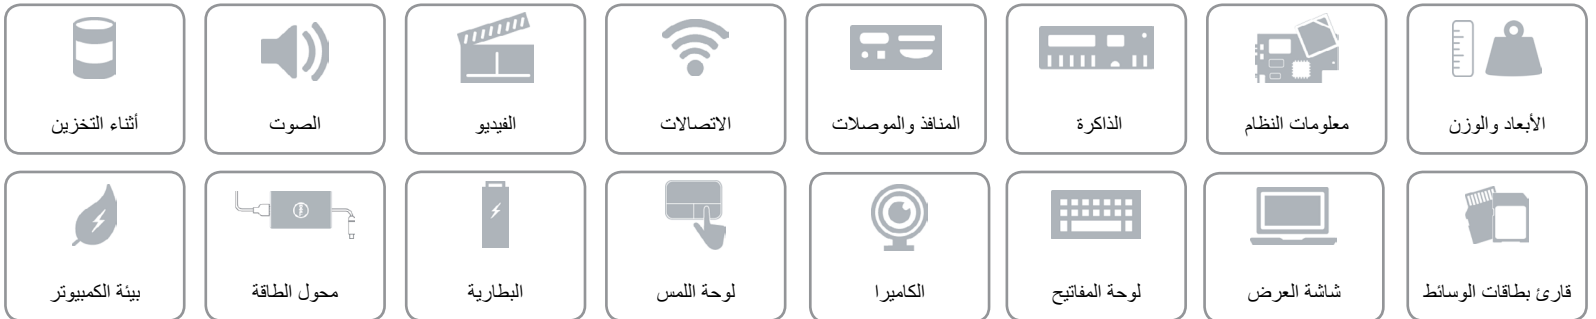 الأبعاد والوزن
معلومات النظام
الذاكرة
المنافذ والموصلات
الاتصالات
الفيديو
الصوت
أثناء التخزين
قارئ بطاقات الوسائط
شاشة العرض
لوحة المفاتيح
الكاميرا
لوحة اللمس
البطارية
محول الطاقة
بيئة الكمبيوتر